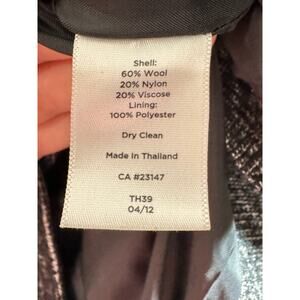 Shell:
60% Wool
20% Nylon
20% Viscose
Lining:
100% Polyester
Dry Clean
Made in Thailand
CA #23147
TH39
04/12